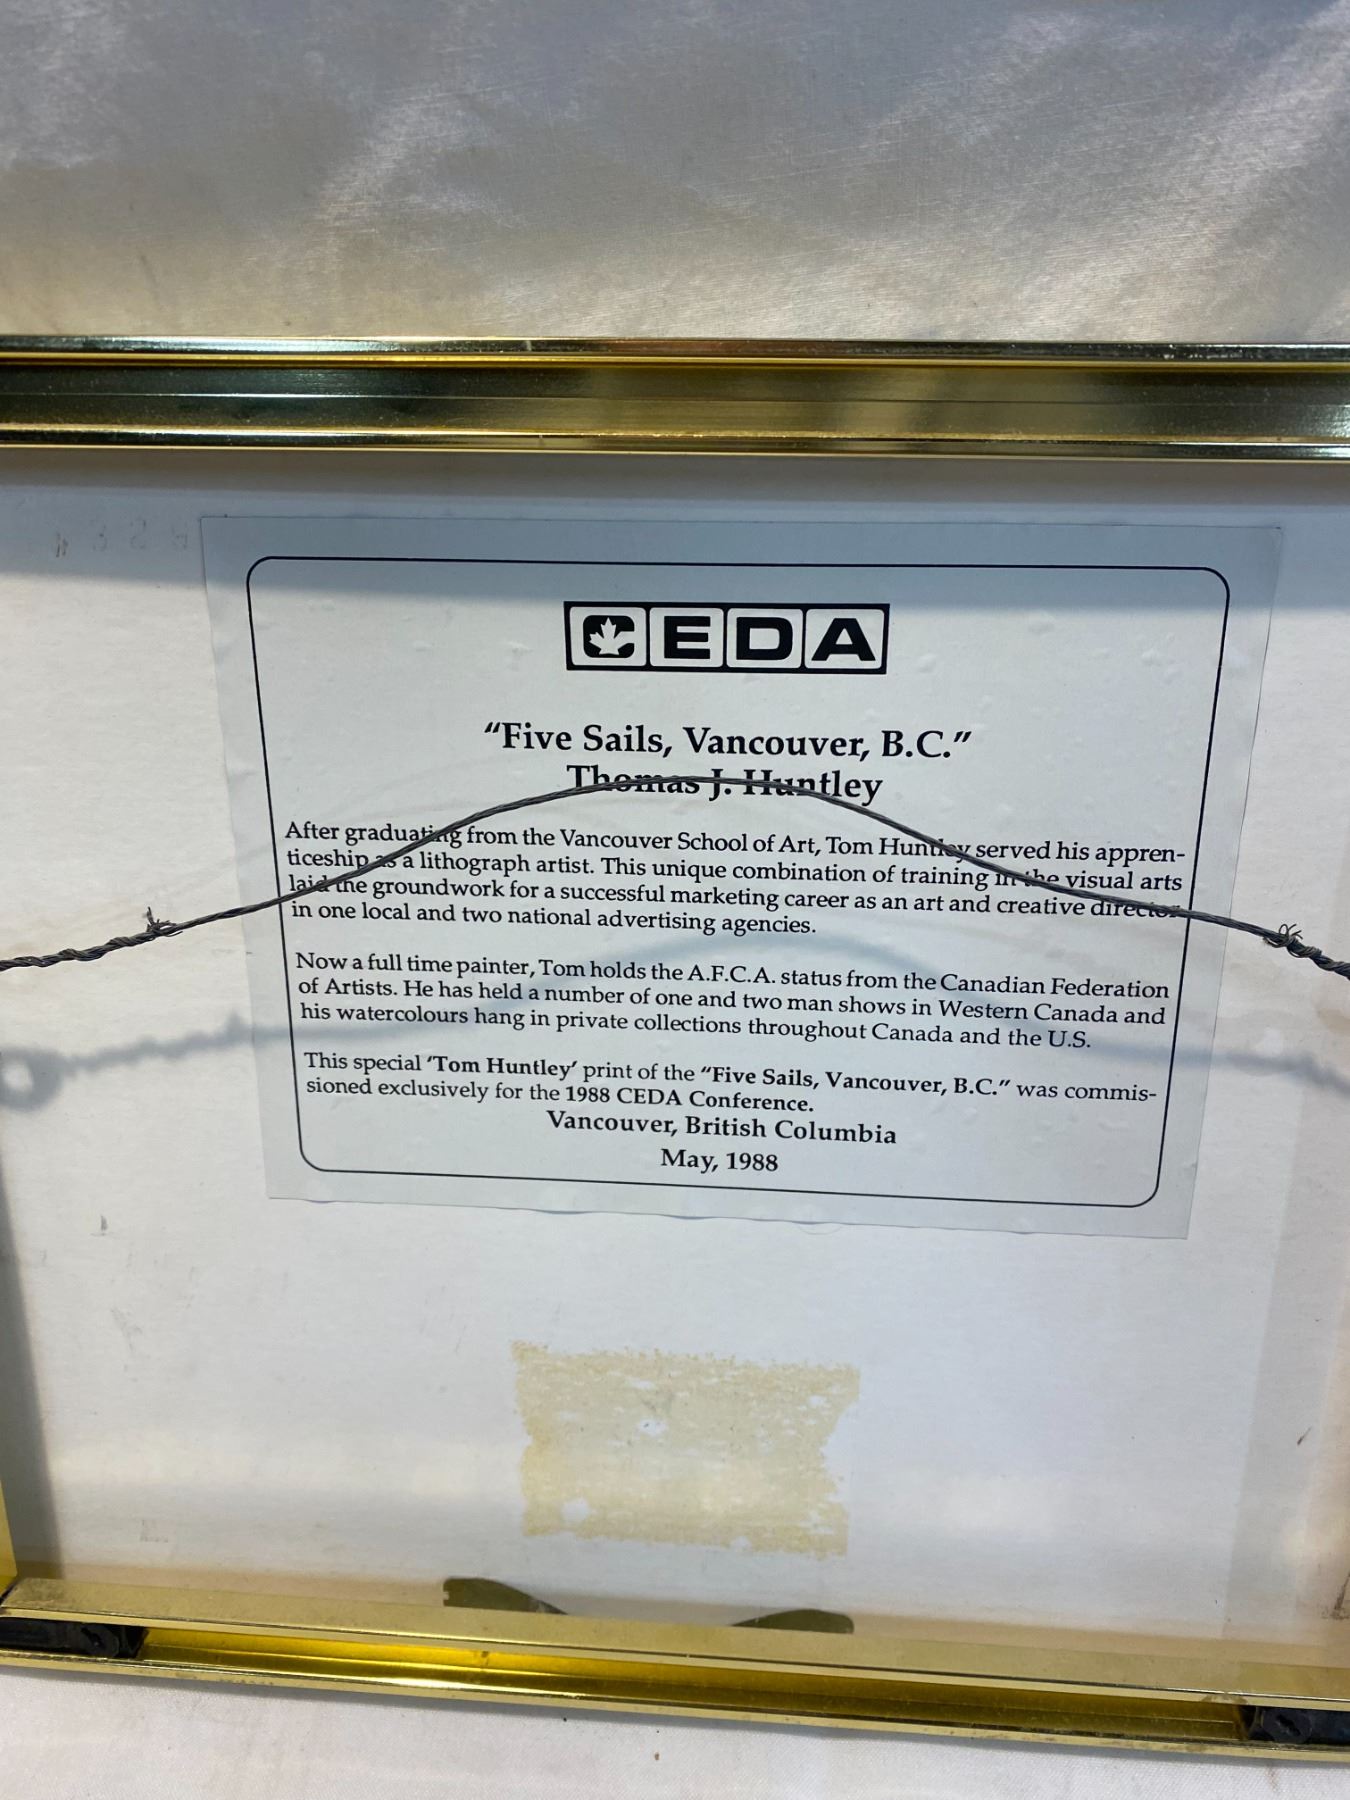 CEDA
“Five Sails, Vancouver, B.C.”
Thomas J. Huntley
After graduating from the Vancouver School of Art, Tom Huntley served his appren-
ticeship as a lithograph artist. This unique combination of training in the visual arts
laid the groundwork for a successful marketing career as an art and creative director
in one local and two national advertising agencies.
Now a full time painter, Tom holds the A.F.C.A. status from the Canadian Federation
of Artists. He has held a number of one and two man shows in Western Canada and
his watercolours hang in private collections throughout Canada and the U.S.
This special ‘Tom Huntley’ print of the “Five Sails, Vancouver, B.C.” was commis-
sioned exclusively for the 1988 CEDA Conference.
Vancouver, British Columbia
May, 1988